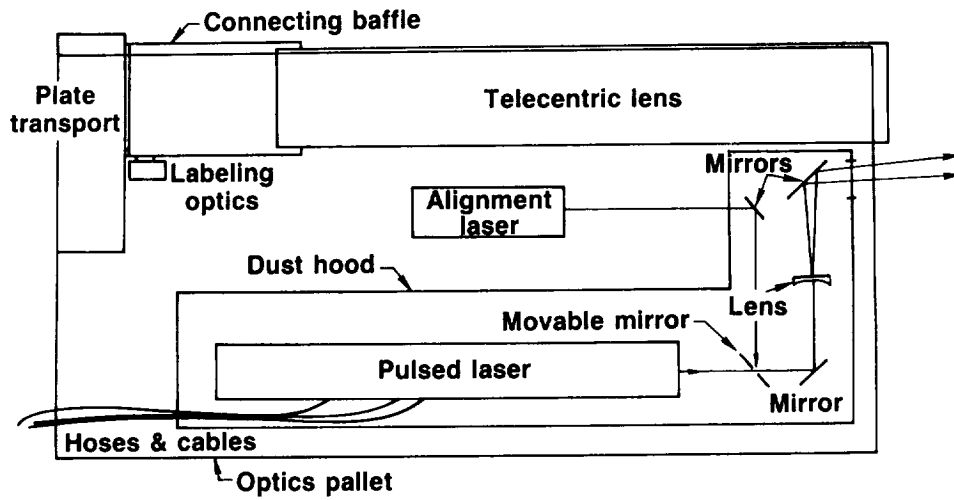 Connecting baffle
Plate
transport
Telecentric lens
Labeling
optics
Mirrors
Alignment
laser
Dust hood
Lens
Movable mirror
Pulsed laser
Mirror
Hoses & cables
Optics pallet